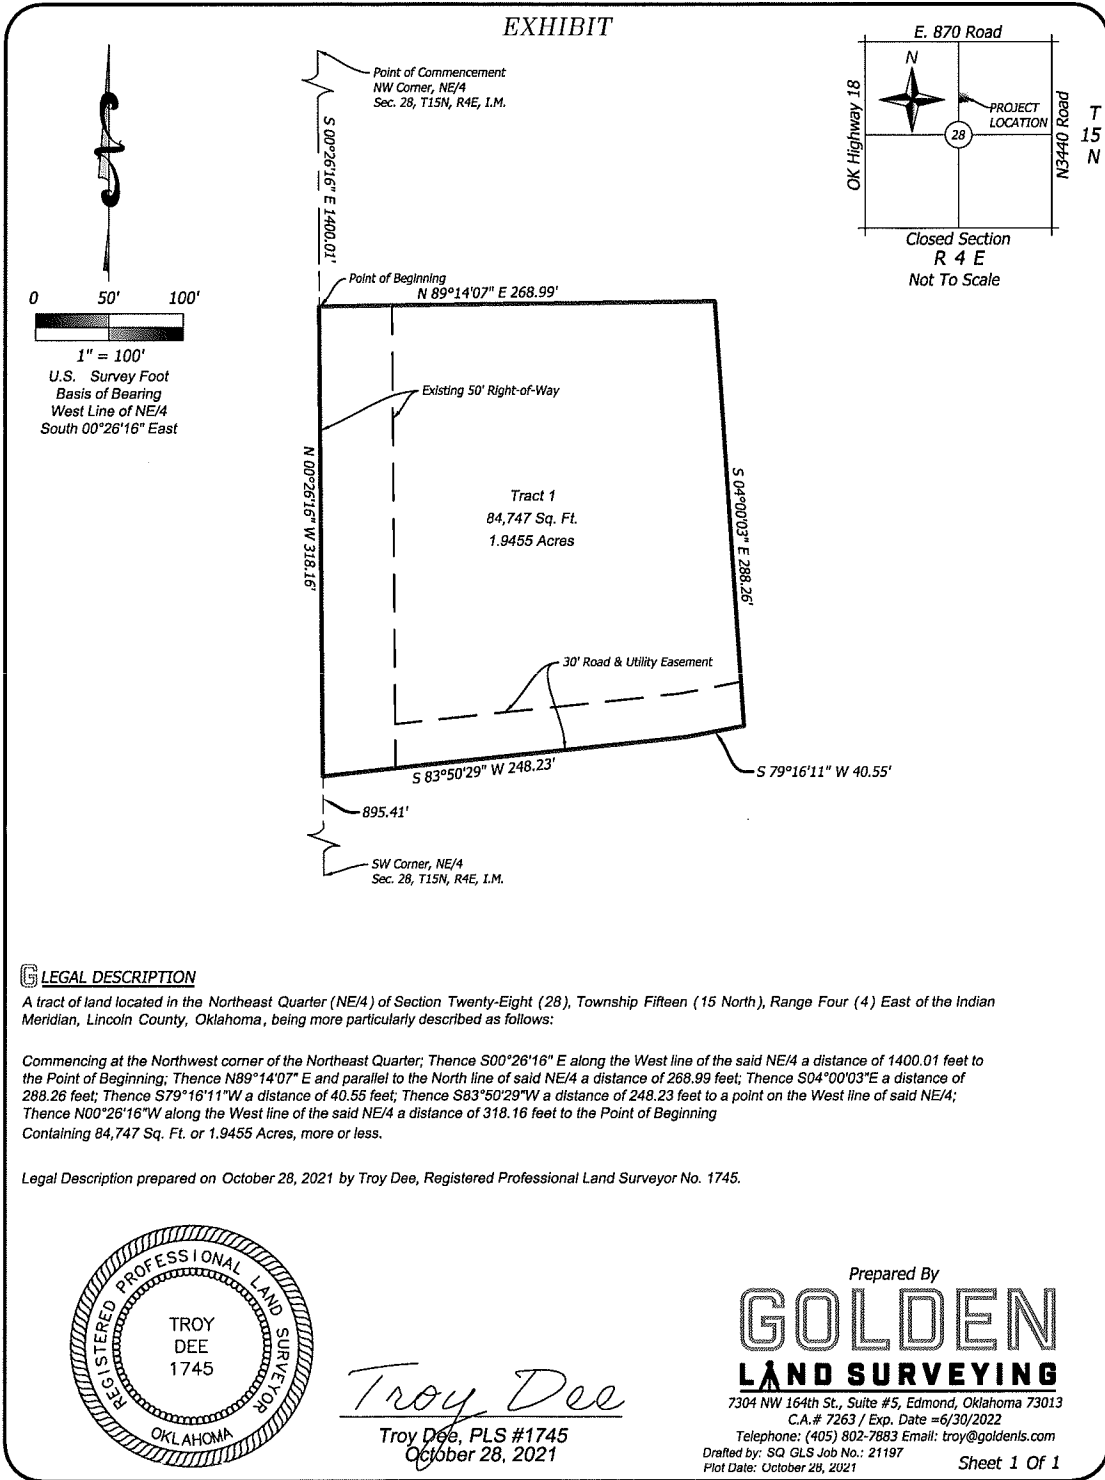 EXHIBIT
Point of Commencement
NW Corner, NE/4
Sec. 28, T15N, R4E, I.M.
S 00°26'16" E 1400.01'
E. 870 Road
N
OK Highway 18
PROJECT
LOCATION
28
N3440 Road
T
15
N
Closed Section
R 4 E
Not To Scale
0 50' 100'
1" = 100'
U.S. Survey Foot
Basis of Bearing
West Line of NE/4
South 00°26'16" East
Point of Beginning
N 89°14'07" E 268.99'
Existing 50' Right-of-Way
N 00°26'16" W 318.16'
Tract 1
84,747 Sq. Ft.
1.9455 Acres
S 04°00'03" E 288.26'
30' Road & Utility Easement
S 83°50'29" W 248.23'
S 79°16'11" W 40.55'
895.41'
SW Corner, NE/4
Sec. 28, T15N, R4E, I.M.
G LEGAL DESCRIPTION
A tract of land located in the Northeast Quarter (NE/4) of Section Twenty-Eight (28), Township Fifteen (15 North), Range Four (4) East of the Indian
Meridian, Lincoln County, Oklahoma, being more particularly described as follows:
Commencing at the Northwest corner of the Northeast Quarter; Thence S00°26'16" E along the West line of the said NE/4 a distance of 1400.01 feet to
the Point of Beginning; Thence N89°14'07" E and parallel to the North line of said NE/4 a distance of 268.99 feet; Thence S04°00'03"E a distance of
288.26 feet; Thence S79°16'11"W a distance of 40.55 feet; Thence S83°50'29"W a distance of 248.23 feet to a point on the West line of said NE/4;
Thence N00°26'16"W along the West line of the said NE/4 a distance of 318.16 feet to the Point of Beginning
Containing 84,747 Sq. Ft. or 1.9455 Acres, more or less.
Legal Description prepared on October 28, 2021 by Troy Dee, Registered Professional Land Surveyor No. 1745.
REGISTERED PROFESSIONAL LAND SURVEYOR
TROY
DEE
1745
OKLAHOMA
Troy Dee
Troy Dee, PLS #1745
October 28, 2021
Prepared By
GOLDEN
LAND SURVEYING
7304 NW 164th St., Suite #5, Edmond, Oklahoma 73013
C.A.# 7263 / Exp. Date =6/30/2022
Telephone: (405) 802-7883 Email: troy@goldenls.com
Drafted by: SQ GLS Job No.: 21197
Plot Date: October 28, 2021
Sheet 1 Of 1